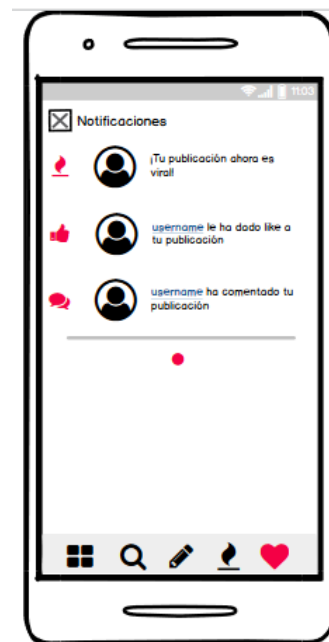 11:03
Notificaciones
¡Tu publicación ahora es
viral!
username le ha dado like a
tu publicación
username ha comentado tu
publicación